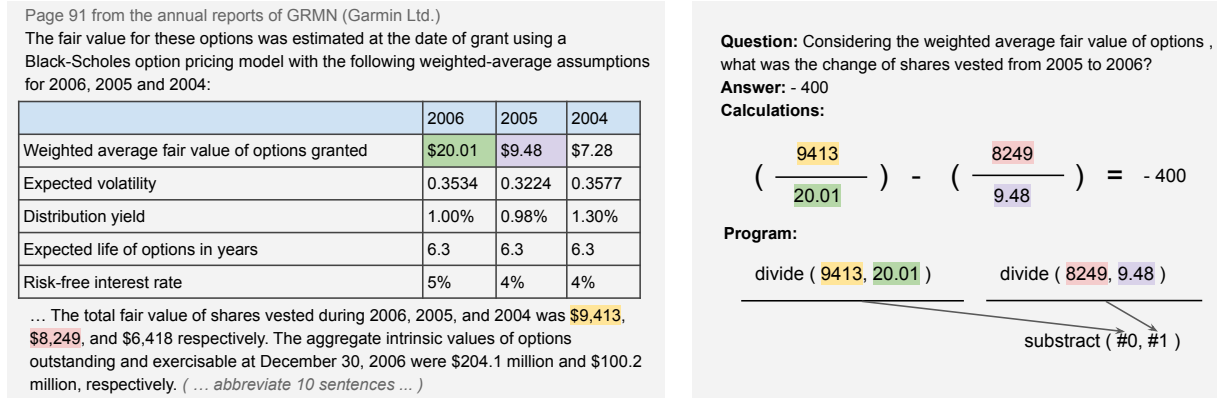 Page 91 from the annual reports of GRMN (Garmin Ltd.)
The fair value for these options was estimated at the date of grant using a
Black-Scholes option pricing model with the following weighted-average assumptions
for 2006, 2005 and 2004:
2006 2005 2004
Weighted average fair value of options granted $20.01 $9.48 $7.28
Expected volatility 0.3534 0.3224 0.3577
Distribution yield 1.00% 0.98% 1.30%
Expected life of options in years 6.3 6.3 6.3
Risk-free interest rate 5% 4% 4%
… The total fair value of shares vested during 2006, 2005, and 2004 was $9,413,
$8,249, and $6,418 respectively. The aggregate intrinsic values of options
outstanding and exercisable at December 30, 2006 were $204.1 million and $100.2
million, respectively. ( … abbreviate 10 sentences ... )
Question: Considering the weighted average fair value of options ,
what was the change of shares vested from 2005 to 2006?
Answer: - 400
Calculations:
9413 8249
( ) - ( ) = - 400
20.01 9.48
Program:
divide ( 9413, 20.01 ) divide ( 8249, 9.48 )
substract ( #0, #1 )